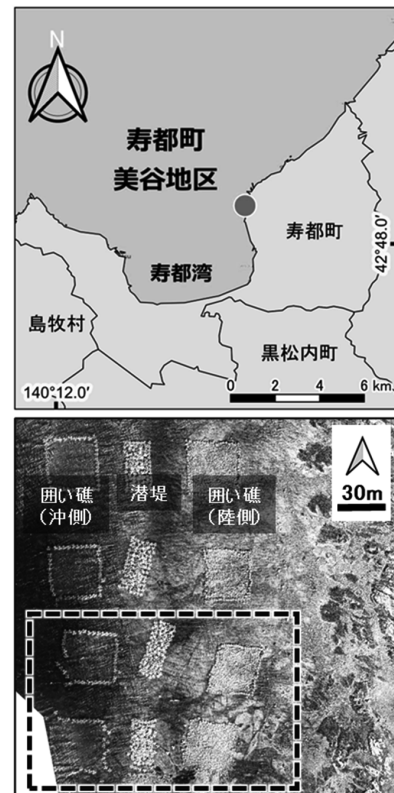 N
寿都町
美谷地区
寿都町
寿都湾
42°48.0'
島牧村
黒松内町
140°12.0'
0 2 4 6 km.
囲い礁
(沖側)
潜堤
囲い礁
(陸側)
30m